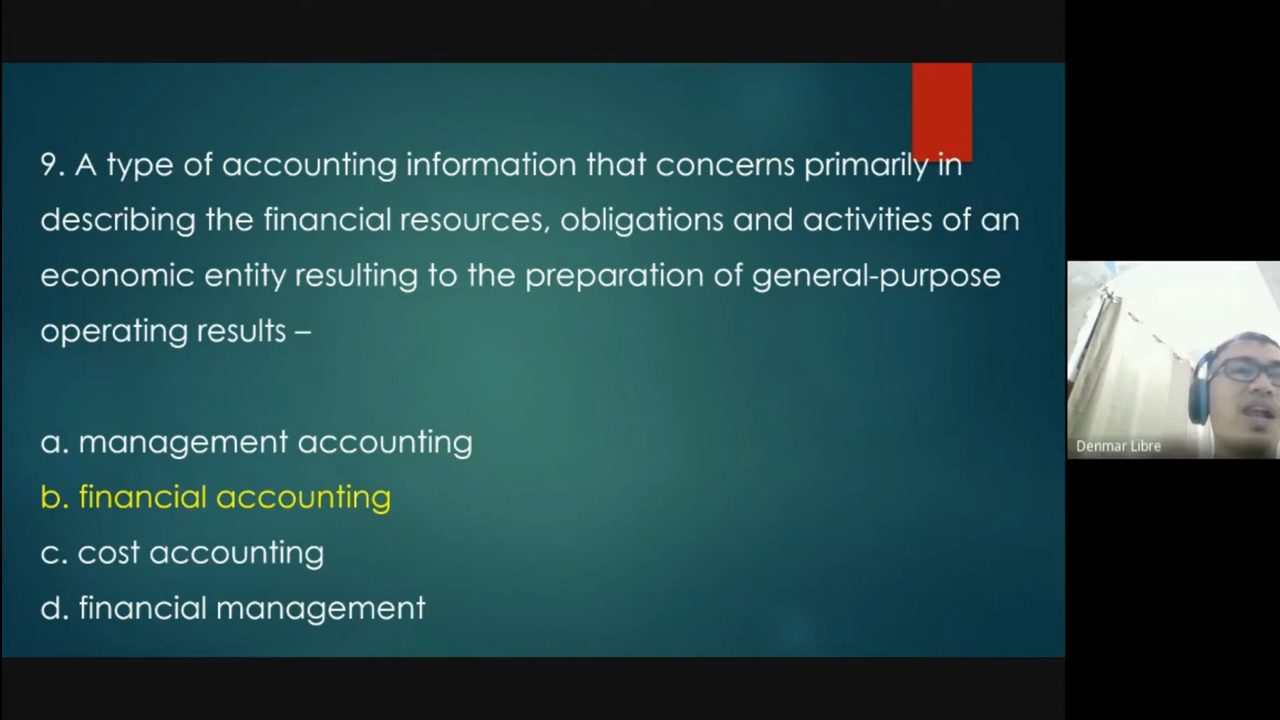 9. A type of accounting information that concerns primarily in
describing the financial resources, obligations and activities of an
economic entity resulting to the preparation of general-purpose
operating results –
a. management accounting
b. financial accounting
c. cost accounting
d. financial management
Denmar Libre